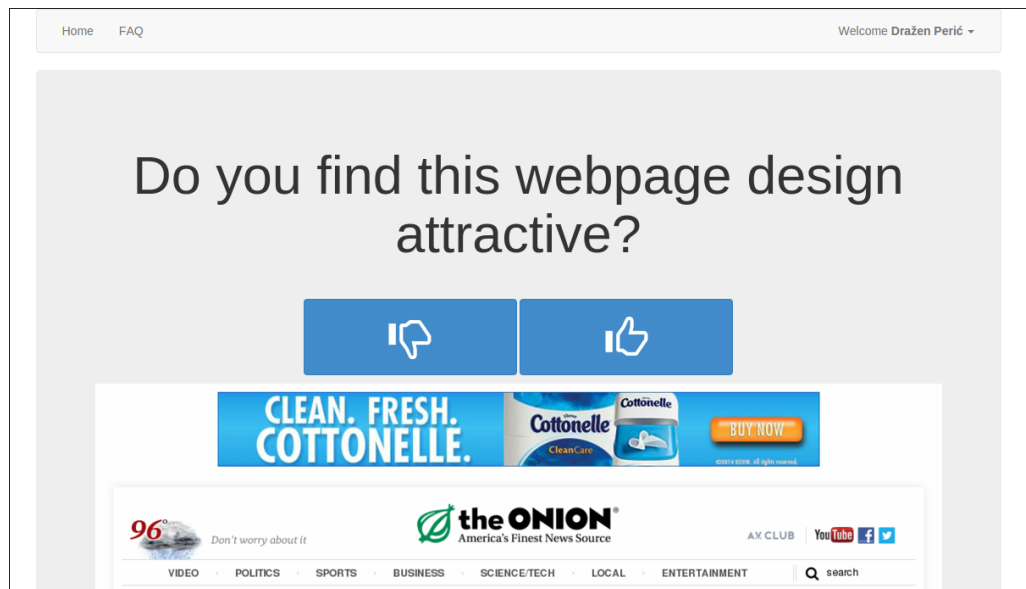 Home FAQ Welcome Dražen Perić
Do you find this webpage design
attractive?
CLEAN. FRESH.
COTTONELLE.
Cottonelle
CleanCare
Cottonelle
BUY NOW
96°
Don't worry about it
the ONION®
America's Finest News Source
A.V. CLUB YouTube
VIDEO POLITICS SPORTS BUSINESS SCIENCE/TECH LOCAL ENTERTAINMENT search